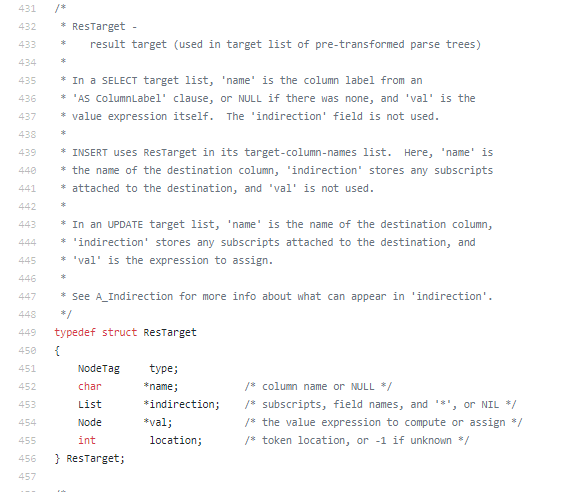 431 /*
432  * ResTarget -
433  *    result target (used in target list of pre-transformed parse trees)
434  *
435  * In a SELECT target list, 'name' is the column label from an
436  * 'AS ColumnLabel' clause, or NULL if there was none, and 'val' is the
437  * value expression itself.  The 'indirection' field is not used.
438  *
439  * INSERT uses ResTarget in its target-column-names list.  Here, 'name' is
440  * the name of the destination column, 'indirection' stores any subscripts
441  * attached to the destination, and 'val' is not used.
442  *
443  * In an UPDATE target list, 'name' is the name of the destination column,
444  * 'indirection' stores any subscripts attached to the destination, and
445  * 'val' is the expression to assign.
446  *
447  * See A_Indirection for more info about what can appear in 'indirection'.
448  */
449 typedef struct ResTarget
450 {
451     NodeTag     type;
452     char       *name;           /* column name or NULL */
453     List       *indirection;    /* subscripts, field names, and '*', or NIL */
454     Node       *val;            /* the value expression to compute or assign */
455     int         location;       /* token location, or -1 if unknown */
456 } ResTarget;
457